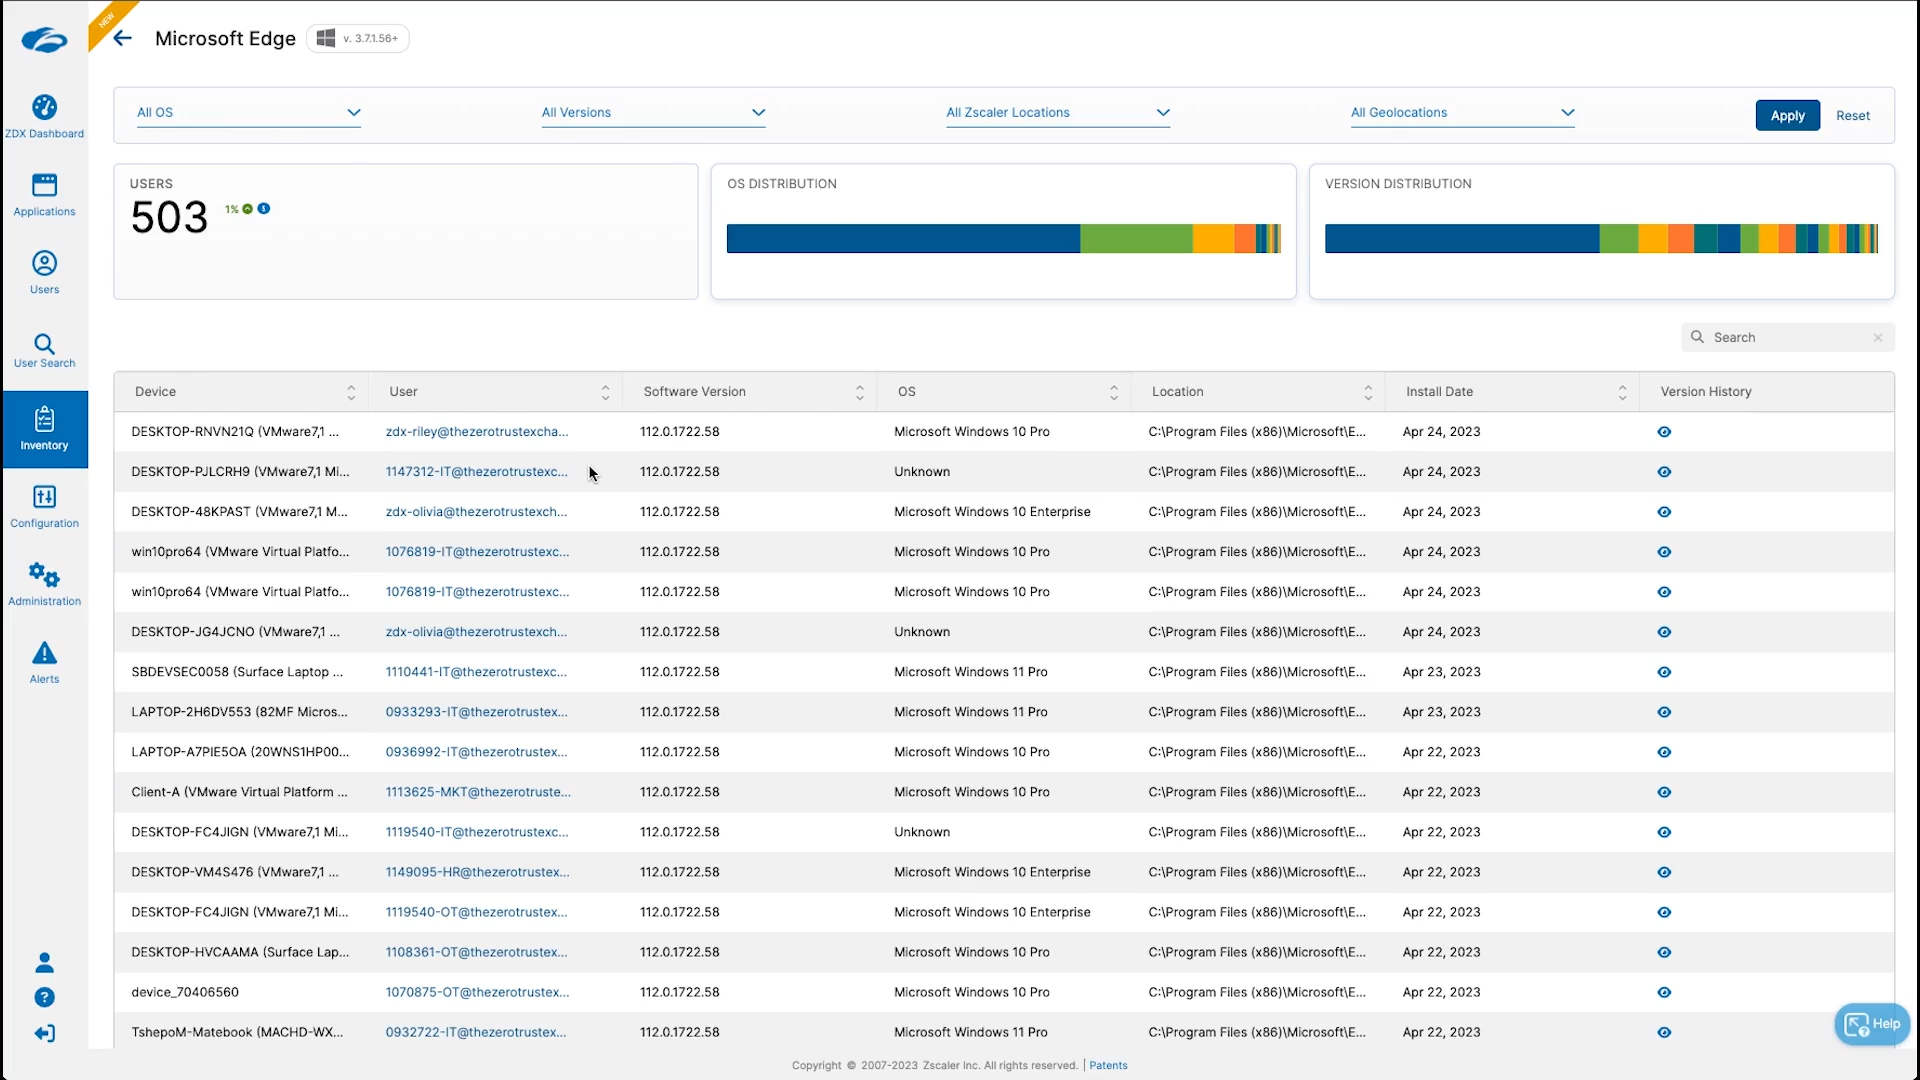 NEW
Microsoft Edge v. 3.7.1.56+
All OS All Versions All Zscaler Locations All Geolocations Apply Reset
ZDX Dashboard
Applications
Users
User Search
Inventory
Configuration
Administration
Alerts
USERS
503 1%
OS DISTRIBUTION
VERSION DISTRIBUTION
Search
Device User Software Version OS Location Install Date Version History
DESKTOP-RNVN21Q (VMware7,1 ... zdx-riley@thezerotrustexcha... 112.0.1722.58 Microsoft Windows 10 Pro C:\Program Files (x86)\Microsoft\E... Apr 24, 2023
DESKTOP-PJLCRH9 (VMware7,1 Mi... 1147312-IT@thezerotrustexc... 112.0.1722.58 Unknown C:\Program Files (x86)\Microsoft\E... Apr 24, 2023
DESKTOP-48KPAST (VMware7,1 M... zdx-olivia@thezerotrustexch... 112.0.1722.58 Microsoft Windows 10 Enterprise C:\Program Files (x86)\Microsoft\E... Apr 24, 2023
win10pro64 (VMware Virtual Platfo... 1076819-IT@thezerotrustexc... 112.0.1722.58 Microsoft Windows 10 Pro C:\Program Files (x86)\Microsoft\E... Apr 24, 2023
win10pro64 (VMware Virtual Platfo... 1076819-IT@thezerotrustexc... 112.0.1722.58 Microsoft Windows 10 Pro C:\Program Files (x86)\Microsoft\E... Apr 24, 2023
DESKTOP-JG4JCNO (VMware7,1 ... zdx-olivia@thezerotrustexch... 112.0.1722.58 Unknown C:\Program Files (x86)\Microsoft\E... Apr 24, 2023
SBDEVSEC0058 (Surface Laptop ... 1110441-IT@thezerotrustexc... 112.0.1722.58 Microsoft Windows 11 Pro C:\Program Files (x86)\Microsoft\E... Apr 23, 2023
LAPTOP-2H6DV553 (82MF Micros... 0933293-IT@thezerotrustex... 112.0.1722.58 Microsoft Windows 11 Pro C:\Program Files (x86)\Microsoft\E... Apr 23, 2023
LAPTOP-A7PIE5OA (20WNS1HP00... 0936992-IT@thezerotrustex... 112.0.1722.58 Microsoft Windows 10 Pro C:\Program Files (x86)\Microsoft\E... Apr 22, 2023
Client-A (VMware Virtual Platform ... 1113625-MKT@thezerotruste... 112.0.1722.58 Microsoft Windows 10 Pro C:\Program Files (x86)\Microsoft\E... Apr 22, 2023
DESKTOP-FC4JIGN (VMware7,1 Mi... 1119540-IT@thezerotrustexc... 112.0.1722.58 Unknown C:\Program Files (x86)\Microsoft\E... Apr 22, 2023
DESKTOP-VM4S476 (VMware7,1 ... 1149095-HR@thezerotrustex... 112.0.1722.58 Microsoft Windows 10 Enterprise C:\Program Files (x86)\Microsoft\E... Apr 22, 2023
DESKTOP-FC4JIGN (VMware7,1 Mi... 1119540-OT@thezerotrustex... 112.0.1722.58 Microsoft Windows 10 Enterprise C:\Program Files (x86)\Microsoft\E... Apr 22, 2023
DESKTOP-HVCAAMA (Surface Lap... 1108361-OT@thezerotrustex... 112.0.1722.58 Microsoft Windows 10 Pro C:\Program Files (x86)\Microsoft\E... Apr 22, 2023
device_70406560 1070875-OT@thezerotrustex... 112.0.1722.58 Microsoft Windows 10 Pro C:\Program Files (x86)\Microsoft\E... Apr 22, 2023
TshepoM-Matebook (MACHD-WX... 0932722-IT@thezerotrustex... 112.0.1722.58 Microsoft Windows 11 Pro C:\Program Files (x86)\Microsoft\E... Apr 22, 2023
Help
Copyright © 2007-2023 Zscaler Inc. All rights reserved. | Patents